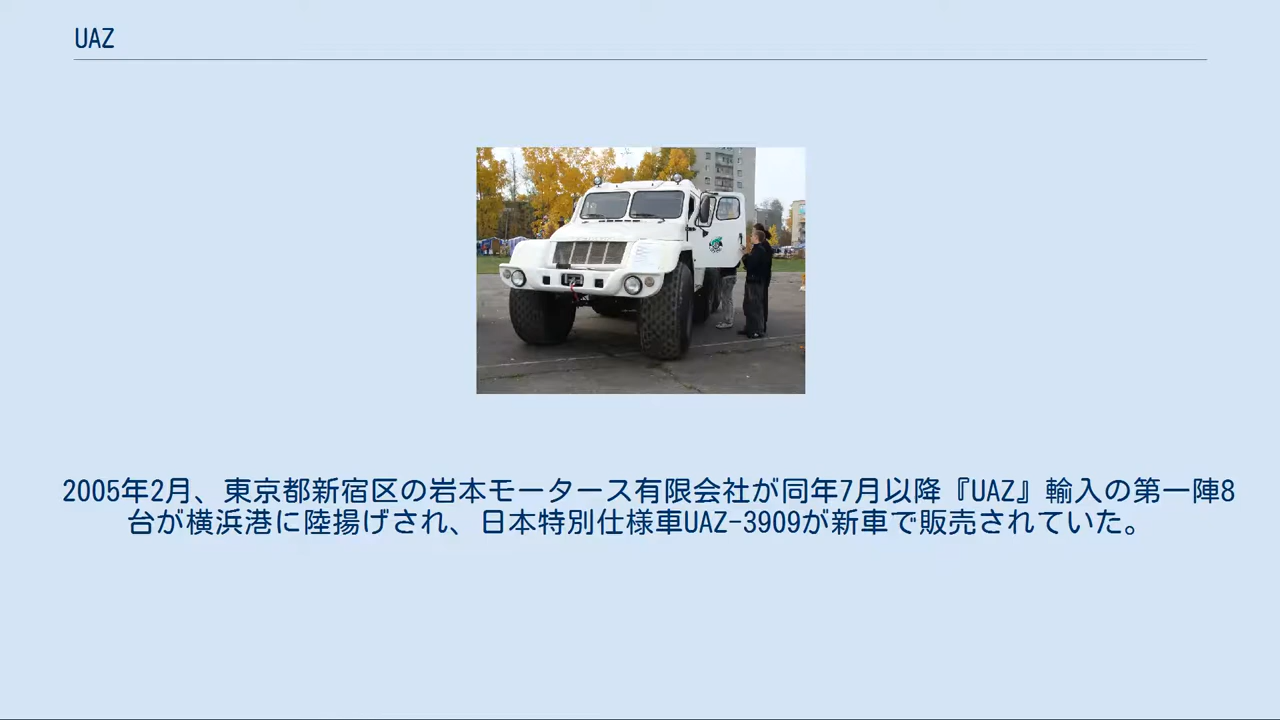 UAZ
2005年2月、東京都新宿区の岩本モータース有限会社が同年7月以降『UAZ』輸入の第一陣8
台が横浜港に陸揚げされ、日本特別仕様車UAZ-3909が新車で販売されていた。